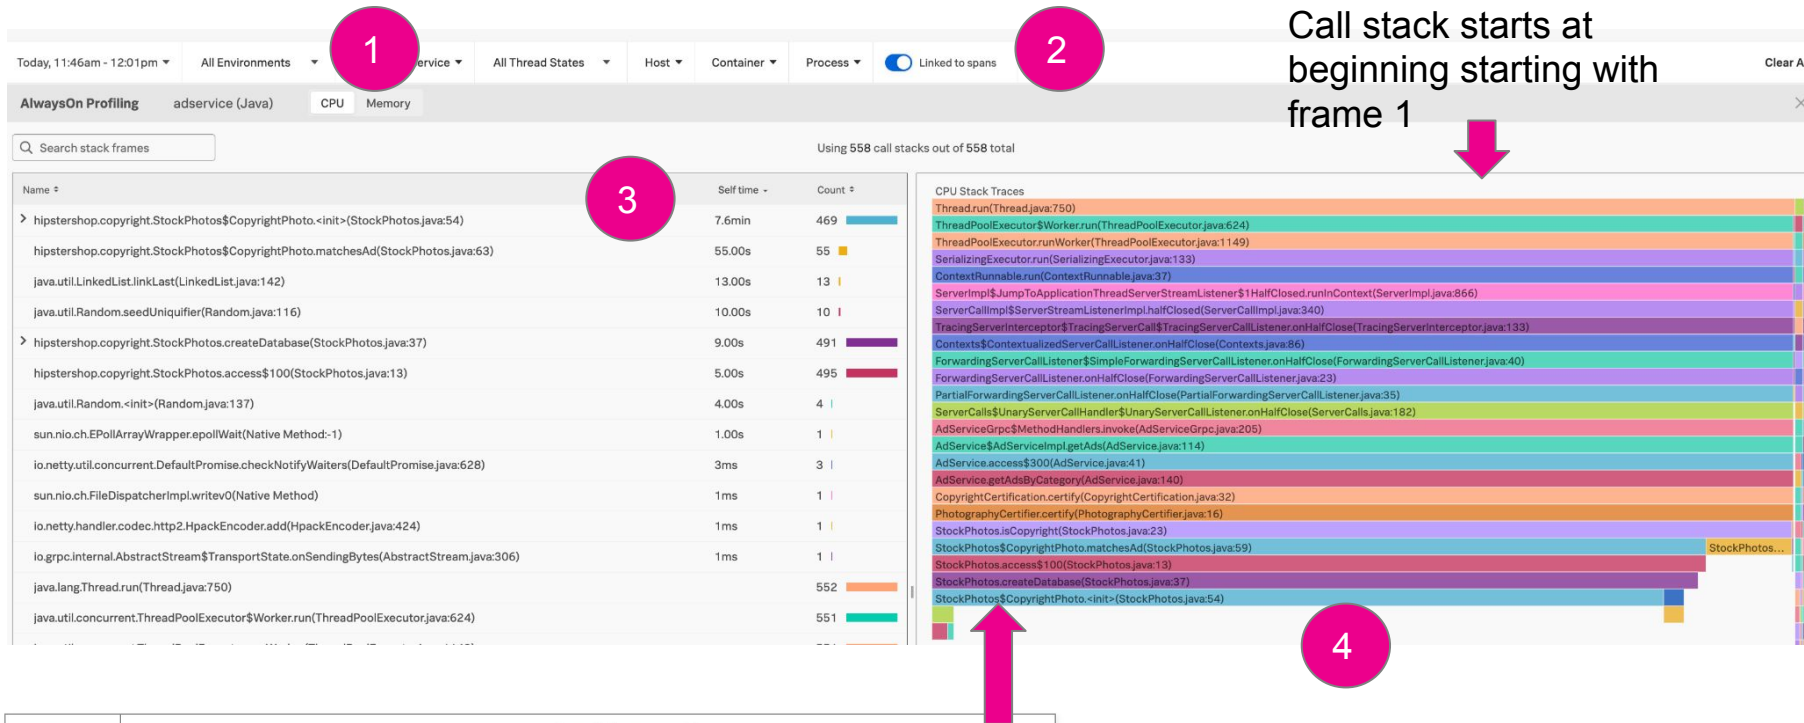 Call stack starts at
beginning starting with
frame 1
1
2
Today, 11:46am - 12:01pm
All Environments
ervice
All Thread States
Host
Container
Process
Linked to spans
Clear A
AlwaysOn Profiling
adservice (Java)
CPU
Memory
Search stack frames
Using 558 call stacks out of 558 total
3
Name
Self time
Count
hipstershop.copyright.StockPhotos$CopyrightPhoto.<init>(StockPhotos.java:54) 7.6min 469
hipstershop.copyright.StockPhotos$CopyrightPhoto.matchesAd(StockPhotos.java:63) 55.00s 55
java.util.LinkedList.linkLast(LinkedList.java:142) 13.00s 13
java.util.Random.seedUniquifier(Random.java:116) 10.00s 10
hipstershop.copyright.StockPhotos.createDatabase(StockPhotos.java:37) 9.00s 491
hipstershop.copyright.StockPhotos.access$100(StockPhotos.java:13) 5.00s 495
java.util.Random.<init>(Random.java:137) 4.00s 4
sun.nio.ch.EPollArrayWrapper.epollWait(Native Method:-1) 1.00s 1
io.netty.util.concurrent.DefaultPromise.checkNotifyWaiters(DefaultPromise.java:628) 3ms 3
sun.nio.ch.FileDispatcherImpl.writev0(Native Method) 1ms 1
io.netty.handler.codec.http2.HpackEncoder.add(HpackEncoder.java:424) 1ms 1
io.grpc.internal.AbstractStream$TransportState.onSendingBytes(AbstractStream.java:306) 1ms 1
java.lang.Thread.run(Thread.java:750) 552
java.util.concurrent.ThreadPoolExecutor$Worker.run(ThreadPoolExecutor.java:624) 551
CPU Stack Traces
Thread.run(Thread.java:750)
ThreadPoolExecutor$Worker.run(ThreadPoolExecutor.java:624)
ThreadPoolExecutor.runWorker(ThreadPoolExecutor.java:1149)
SerializingExecutor.run(SerializingExecutor.java:133)
ContextRunnable.run(ContextRunnable.java:37)
ServerImpl$JumpToApplicationThreadServerStreamListener$1HalfClosed.runInContext(ServerImpl.java:866)
ServerCallImpl$ServerStreamListenerImpl.halfClosed(ServerCallImpl.java:340)
TracingServerInterceptor$TracingServerCall$TracingServerCallListener.onHalfClose(TracingServerInterceptor.java:133)
Contexts$ContextualizedServerCallListener.onHalfClose(Contexts.java:86)
ForwardingServerCallListener$SimpleForwardingServerCallListener.onHalfClose(ForwardingServerCallListener.java:40)
ForwardingServerCallListener.onHalfClose(ForwardingServerCallListener.java:23)
PartialForwardingServerCallListener.onHalfClose(PartialForwardingServerCallListener.java:35)
ServerCalls$UnaryServerCallHandler$UnaryServerCallListener.onHalfClose(ServerCalls.java:182)
AdServiceGrpc$MethodHandlers.invoke(AdServiceGrpc.java:205)
AdService$AdServiceImpl.getAds(AdService.java:114)
AdService.access$300(AdService.java:41)
AdService.getAdsByCategory(AdService.java:140)
CopyrightCertification.certify(CopyrightCertification.java:32)
PhotographyCertifier.certify(PhotographyCertifier.java:16)
StockPhotos.isCopyright(StockPhotos.java:23)
StockPhotos$CopyrightPhoto.matchesAd(StockPhotos.java:59)
StockPhotos...
StockPhotos.access$100(StockPhotos.java:13)
StockPhotos.createDatabase(StockPhotos.java:37)
StockPhotos$CopyrightPhoto.<init>(StockPhotos.java:54)
4